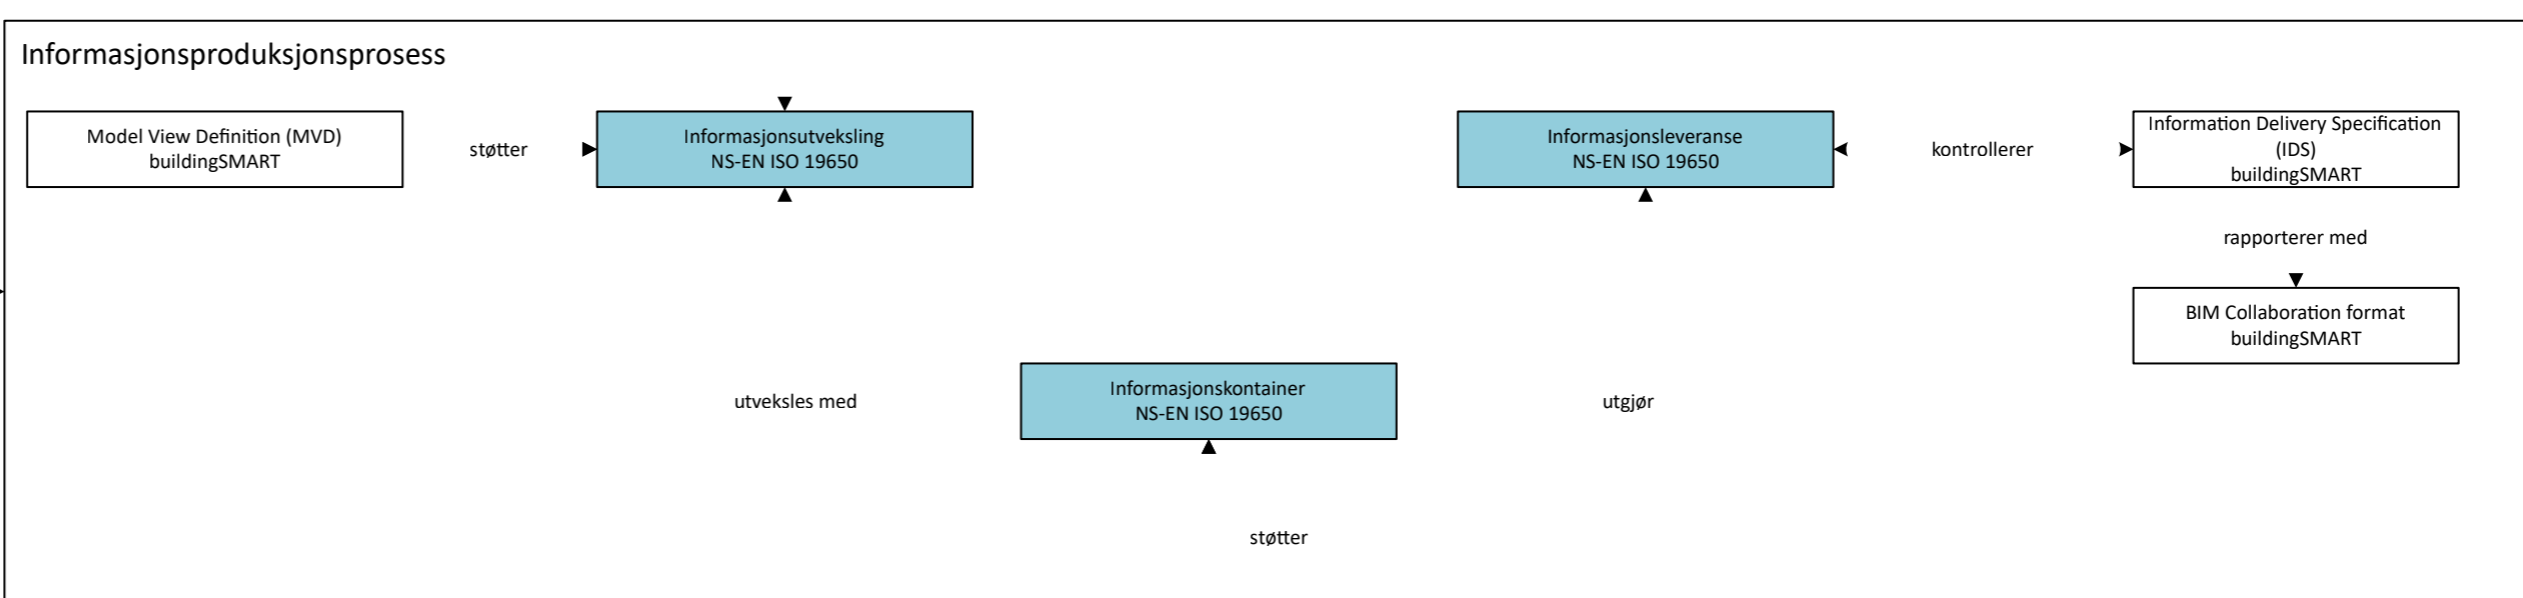 Informasjonsproduksjonsprosess
Model View Definition (MVD)
buildingSMART
støtter
Informasjonsutveksling
NS-EN ISO 19650
Informasjonsleveranse
NS-EN ISO 19650
kontrollerer
Information Delivery Specification
(IDS)
buildingSMART
rapporterer med
BIM Collaboration format
buildingSMART
utveksles med
Informasjonskontainer
NS-EN ISO 19650
utgjør
støtter